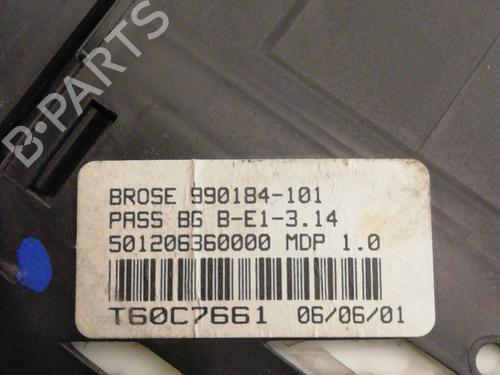 B-PARTS
BROSE 990184-101
PASS BG B-E1-3.14
501206360000 MDP 1.0
T60C7661 06/06/01